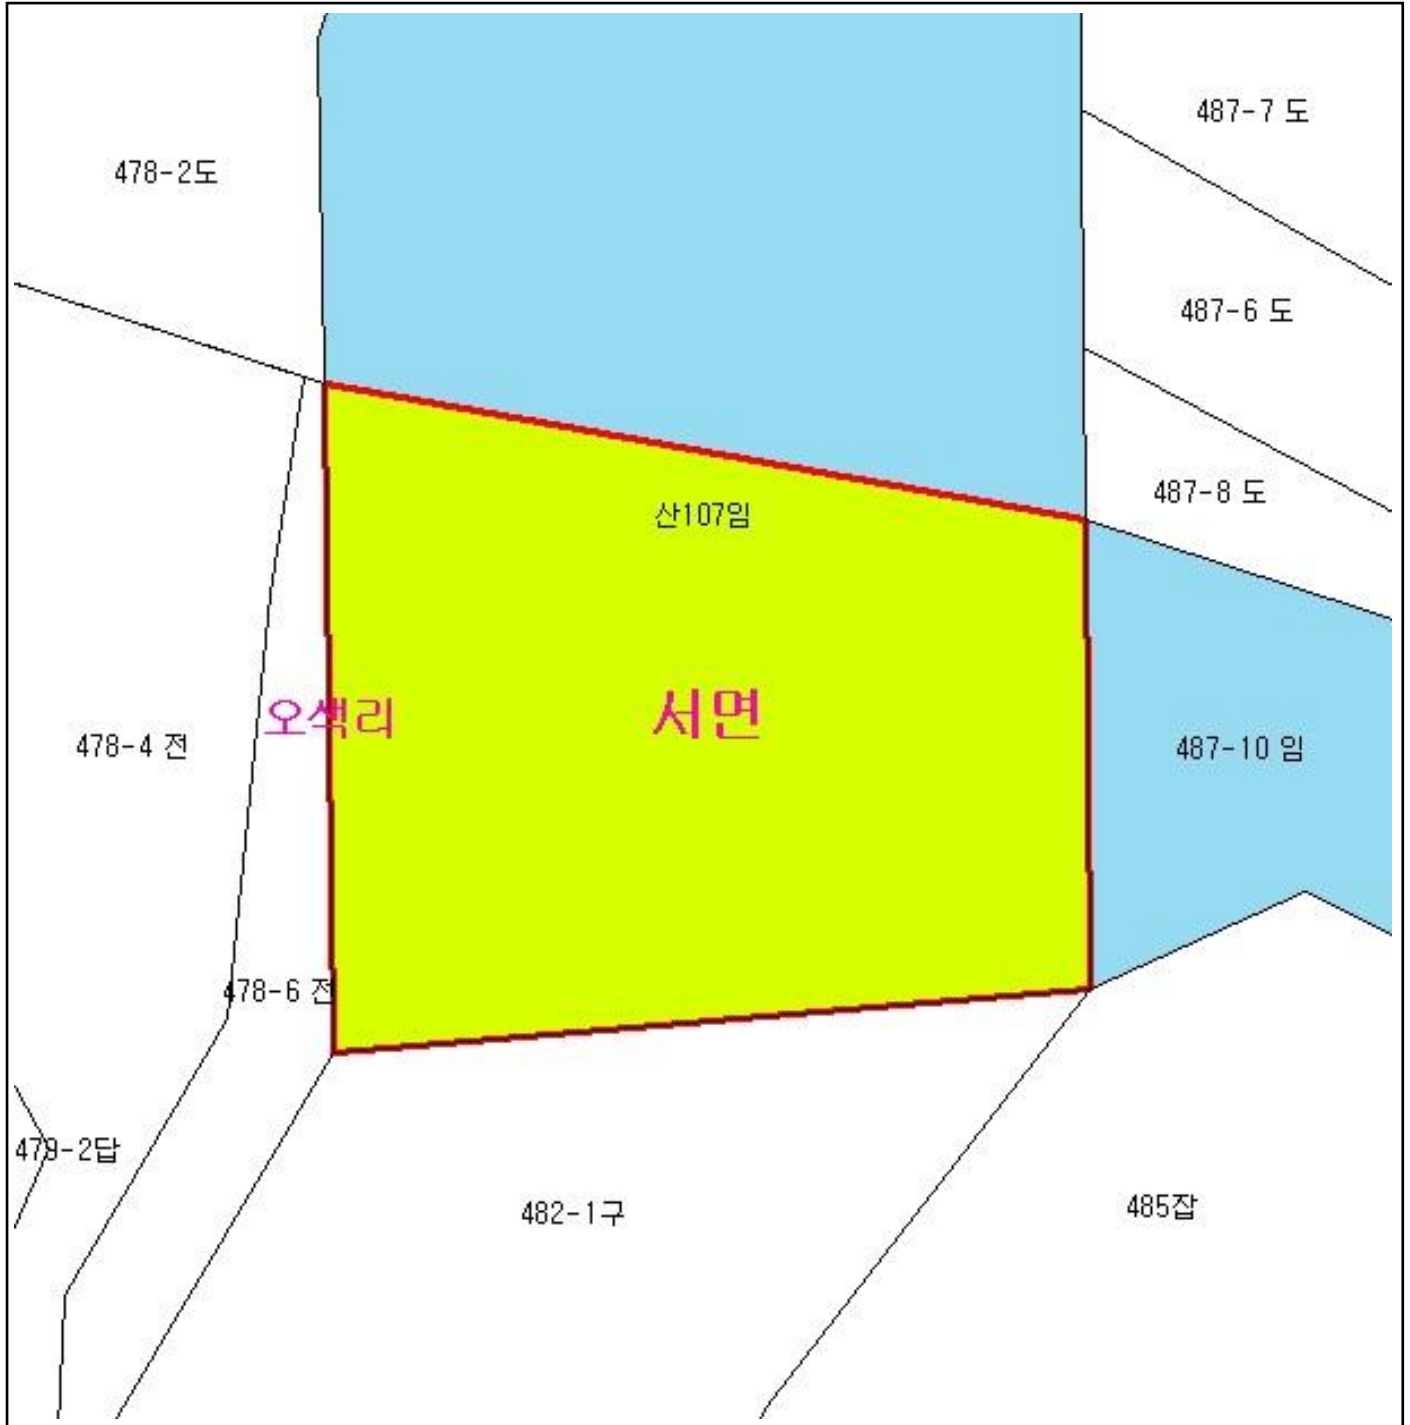 487-7 도
478-2도
487-6 도
487-8 도
산107임
오색리
서면
478-4 전
487-10 임
478-6 전
479-2답
482-1구
485잡